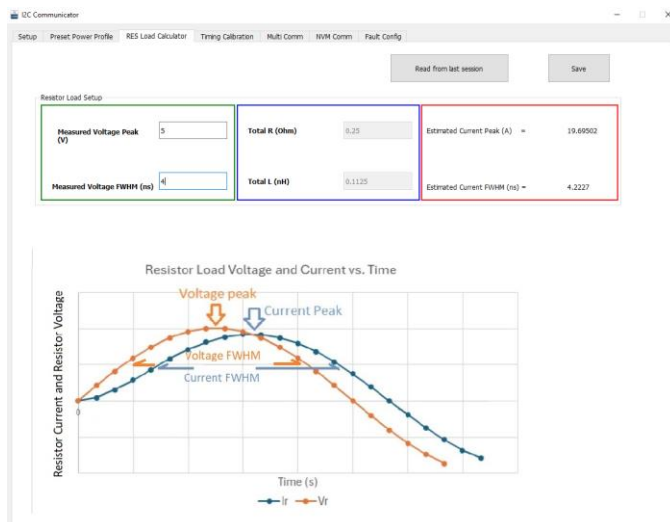 I2C Communicator
Setup Preset Power Profile RES Load Calculator Timing Calibration Multi Comm NVM Comm Fault Config
Read from last session Save
Resistor Load Setup
Measured Voltage Peak (V) 5 Total R (Ohm) 0.25 Estimated Current Peak (A) = 19.69502
Measured Voltage FWHM (ns) 4 Total L (nH) 0.1125 Estimated Current FWHM (ns) = 4.2227
Resistor Load Voltage and Current vs. Time
Voltage peak
Current Peak
Voltage FWHM
Current FWHM
Resistor Current and Resistor Voltage
0
Time (s)
Ir Vr